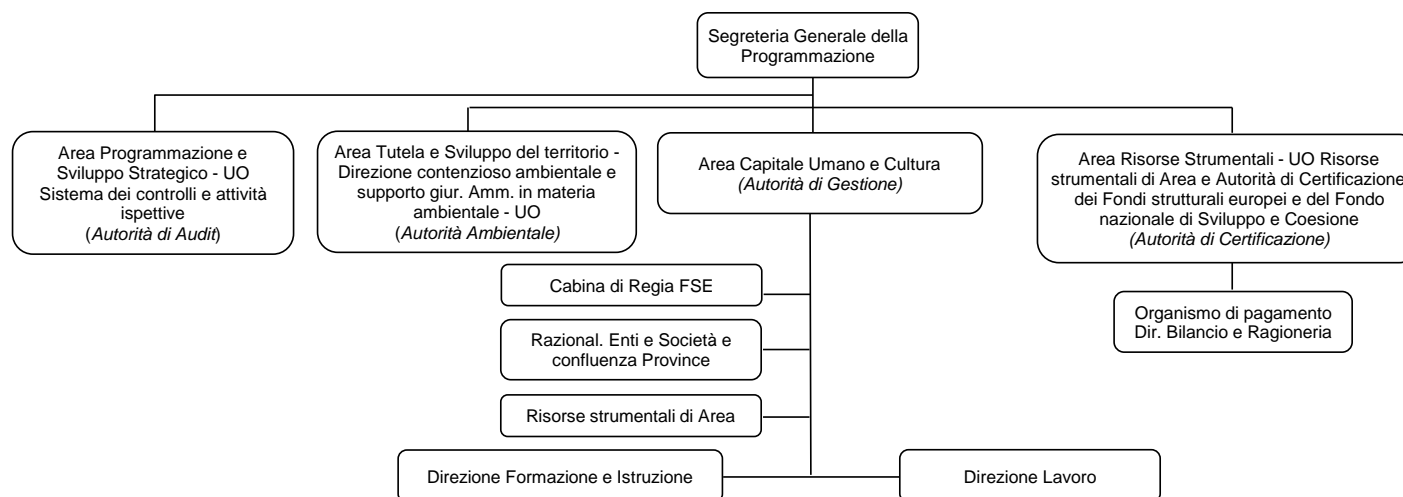 Segreteria Generale della
Programmazione
Area Programmazione e
Sviluppo Strategico - UO
Sistema dei controlli e attività
ispettive
(Autorità di Audit)
Area Tutela e Sviluppo del territorio -
Direzione contenzioso ambientale e
supporto giur. Amm. in materia
ambientale - UO
(Autorità Ambientale)
Area Capitale Umano e Cultura
(Autorità di Gestione)
Area Risorse Strumentali - UO Risorse
strumentali di Area e Autorità di Certificazione
dei Fondi strutturali europei e del Fondo
nazionale di Sviluppo e Coesione
(Autorità di Certificazione)
Cabina di Regia FSE
Organismo di pagamento
Dir. Bilancio e Ragioneria
Razional. Enti e Società e
confluenza Province
Risorse strumentali di Area
Direzione Formazione e Istruzione
Direzione Lavoro